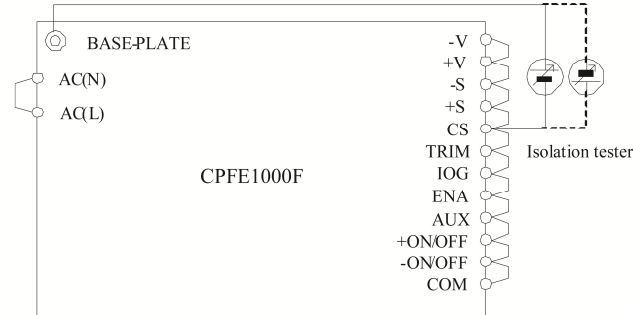 BASE-PLATE
AC(N)
AC(L)
CPFE1000F
-V
+V
-S
+S
CS
TRIM
IOG
ENA
AUX
+ON/OFF
-ON/OFF
COM
Isolation tester